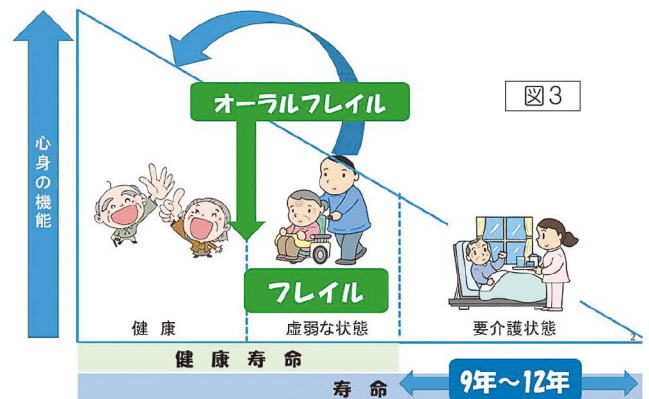 心身の機能
オーラルフレイル
図3
フレイル
健康
虚弱な状態
要介護状態
2
健康寿命
寿命
9年～12年